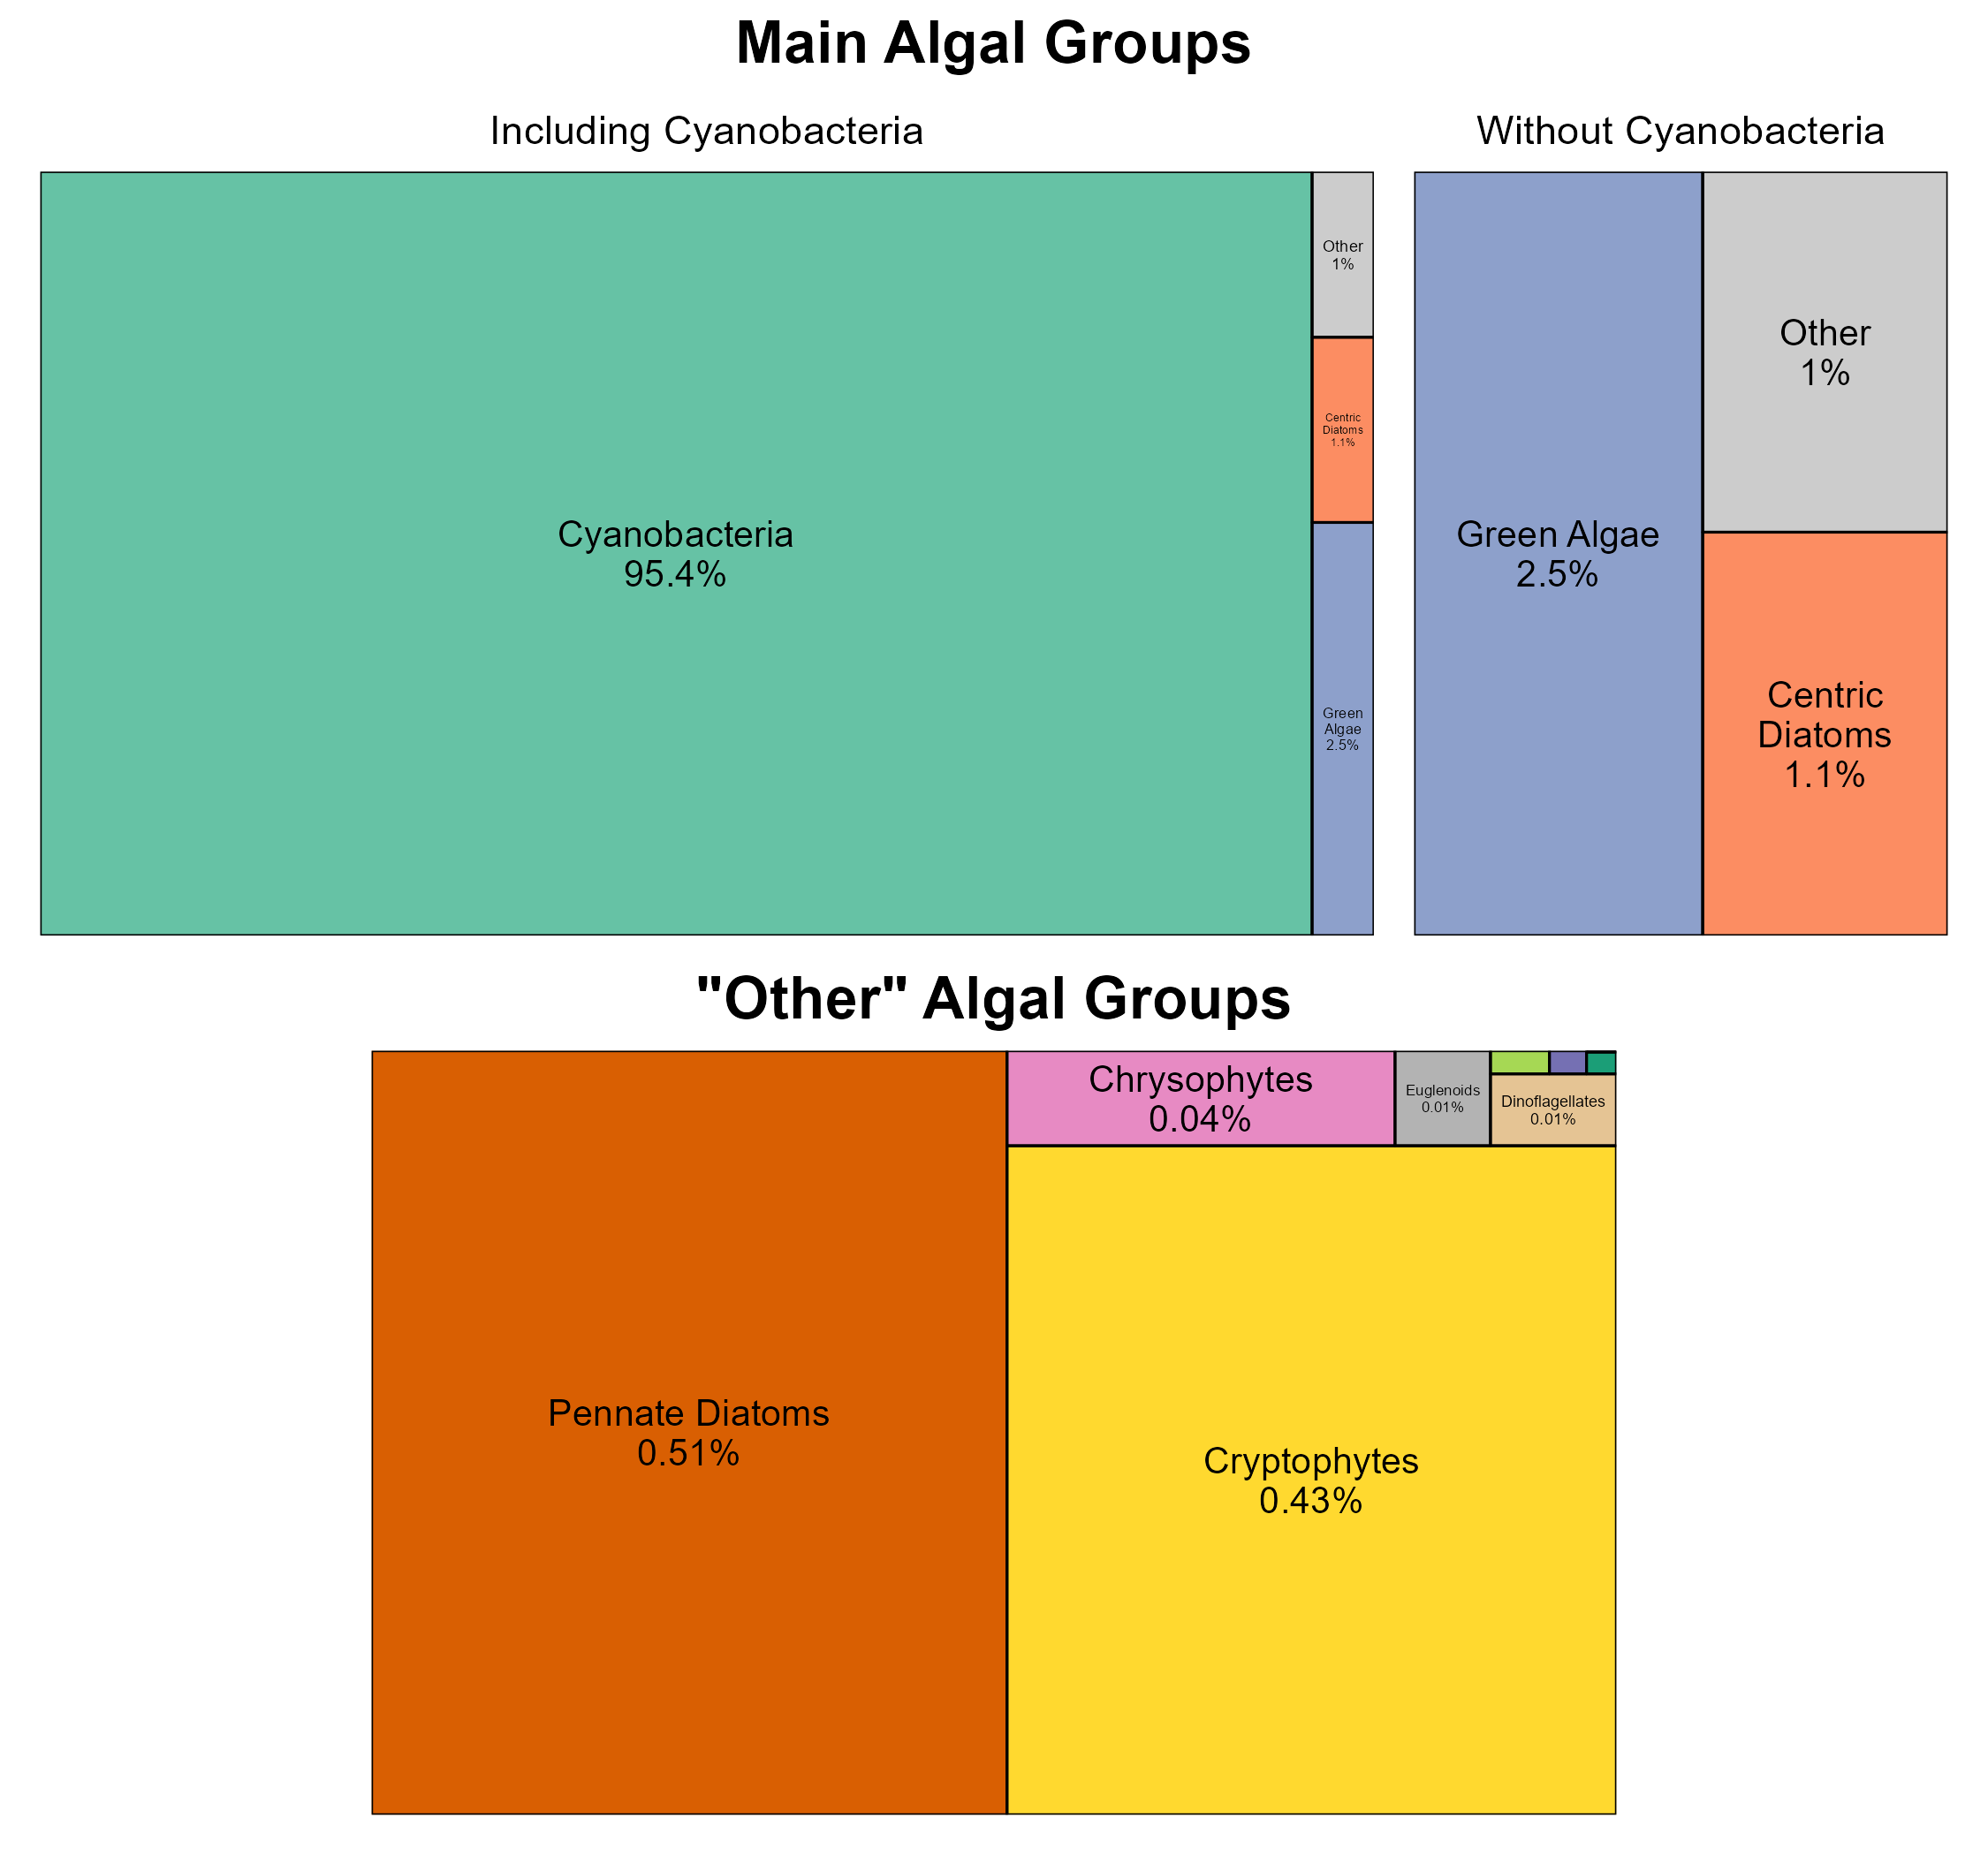 Main Algal Groups
Including Cyanobacteria
Without Cyanobacteria
Cyanobacteria
95.4%
Other
1%
Centric
Diatoms
1.1%
Green
Algae
2.5%
Green Algae
2.5%
Other
1%
Centric
Diatoms
1.1%
"Other" Algal Groups
Pennate Diatoms
0.51%
Chrysophytes
0.04%
Euglenoids
0.01%
Dinoflagellates
0.01%
Cryptophytes
0.43%